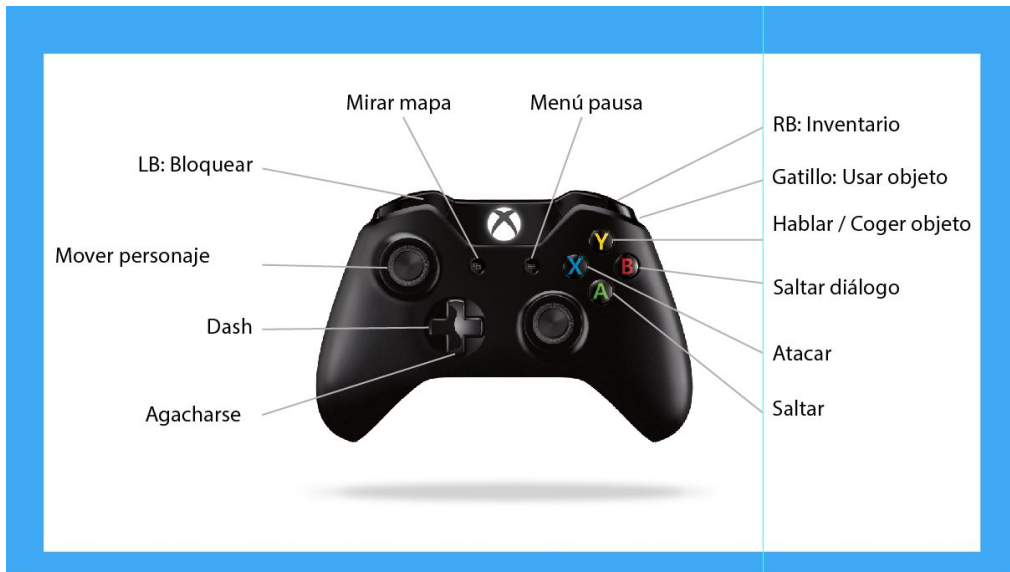 Mirar mapa
Menú pausa
RB: Inventario
LB: Bloquear
Gatillo: Usar objeto
Hablar / Coger objeto
Mover personaje
Saltar diálogo
Dash
Atacar
Agacharse
Saltar
Y
X
B
A